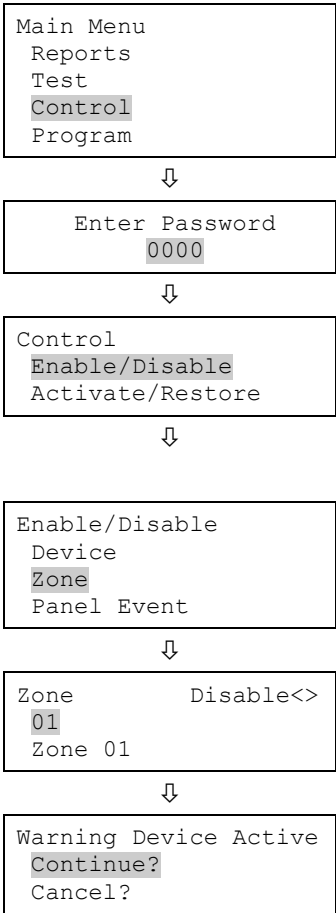 Main Menu
Reports
Test
Control
Program
⇩
Enter Password
0000
⇩
Control
Enable/Disable
Activate/Restore
⇩
Enable/Disable
Device
Zone
Panel Event
⇩
Zone Disable<>
01
Zone 01
⇩
Warning Device Active
Continue?
Cancel?